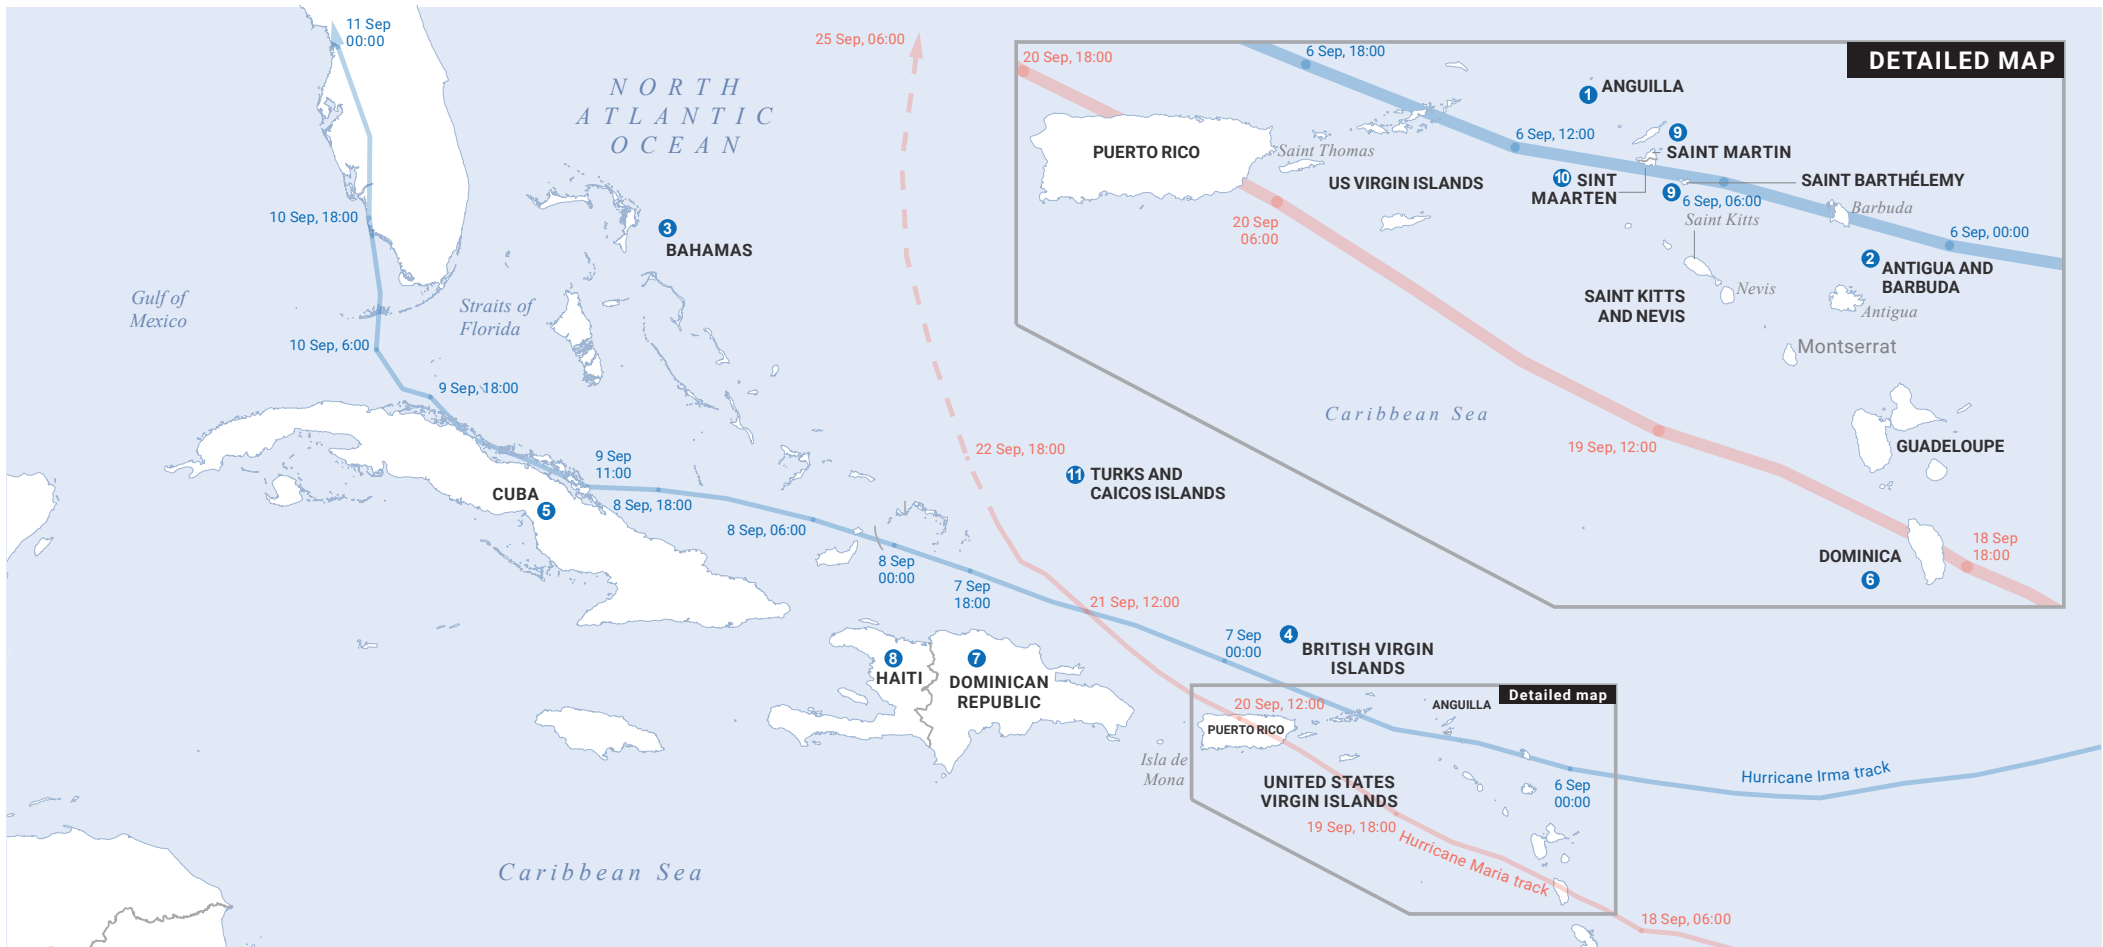 11 Sep
00:00
25 Sep, 06:00
NORTH
ATLANTIC
OCEAN
10 Sep, 18:00
3
BAHAMAS
Gulf of
Mexico
Straits of
Florida
10 Sep, 6:00
9 Sep, 18:00
22 Sep, 18:00
9 Sep
11:00
11 TURKS AND
CAICOS ISLANDS
CUBA
5
8 Sep, 18:00
8 Sep, 06:00
8 Sep
00:00
7 Sep
18:00
21 Sep, 12:00
7 Sep
00:00
4
BRITISH VIRGIN
ISLANDS
8
HAITI
7
DOMINICAN
REPUBLIC
Detailed map
20 Sep, 12:00
ANGUILLA
PUERTO RICO
Isla de
Mona
UNITED STATES
VIRGIN ISLANDS
6 Sep
00:00
Hurricane Irma track
19 Sep, 18:00
Hurricane Maria track
18 Sep, 06:00
Caribbean Sea
DETAILED MAP
20 Sep, 18:00
6 Sep, 18:00
1 ANGUILLA
6 Sep, 12:00
9
SAINT MARTIN
PUERTO RICO
Saint Thomas
US VIRGIN ISLANDS
10 SINT
MAARTEN
9
SAINT BARTHÉLEMY
6 Sep, 06:00
Saint Kitts
Barbuda
20 Sep
06:00
6 Sep, 00:00
2 ANTIGUA AND
BARBUDA
SAINT KITTS
AND NEVIS
Nevis
Antigua
Montserrat
Caribbean Sea
19 Sep, 12:00
GUADELOUPE
18 Sep
18:00
DOMINICA
6